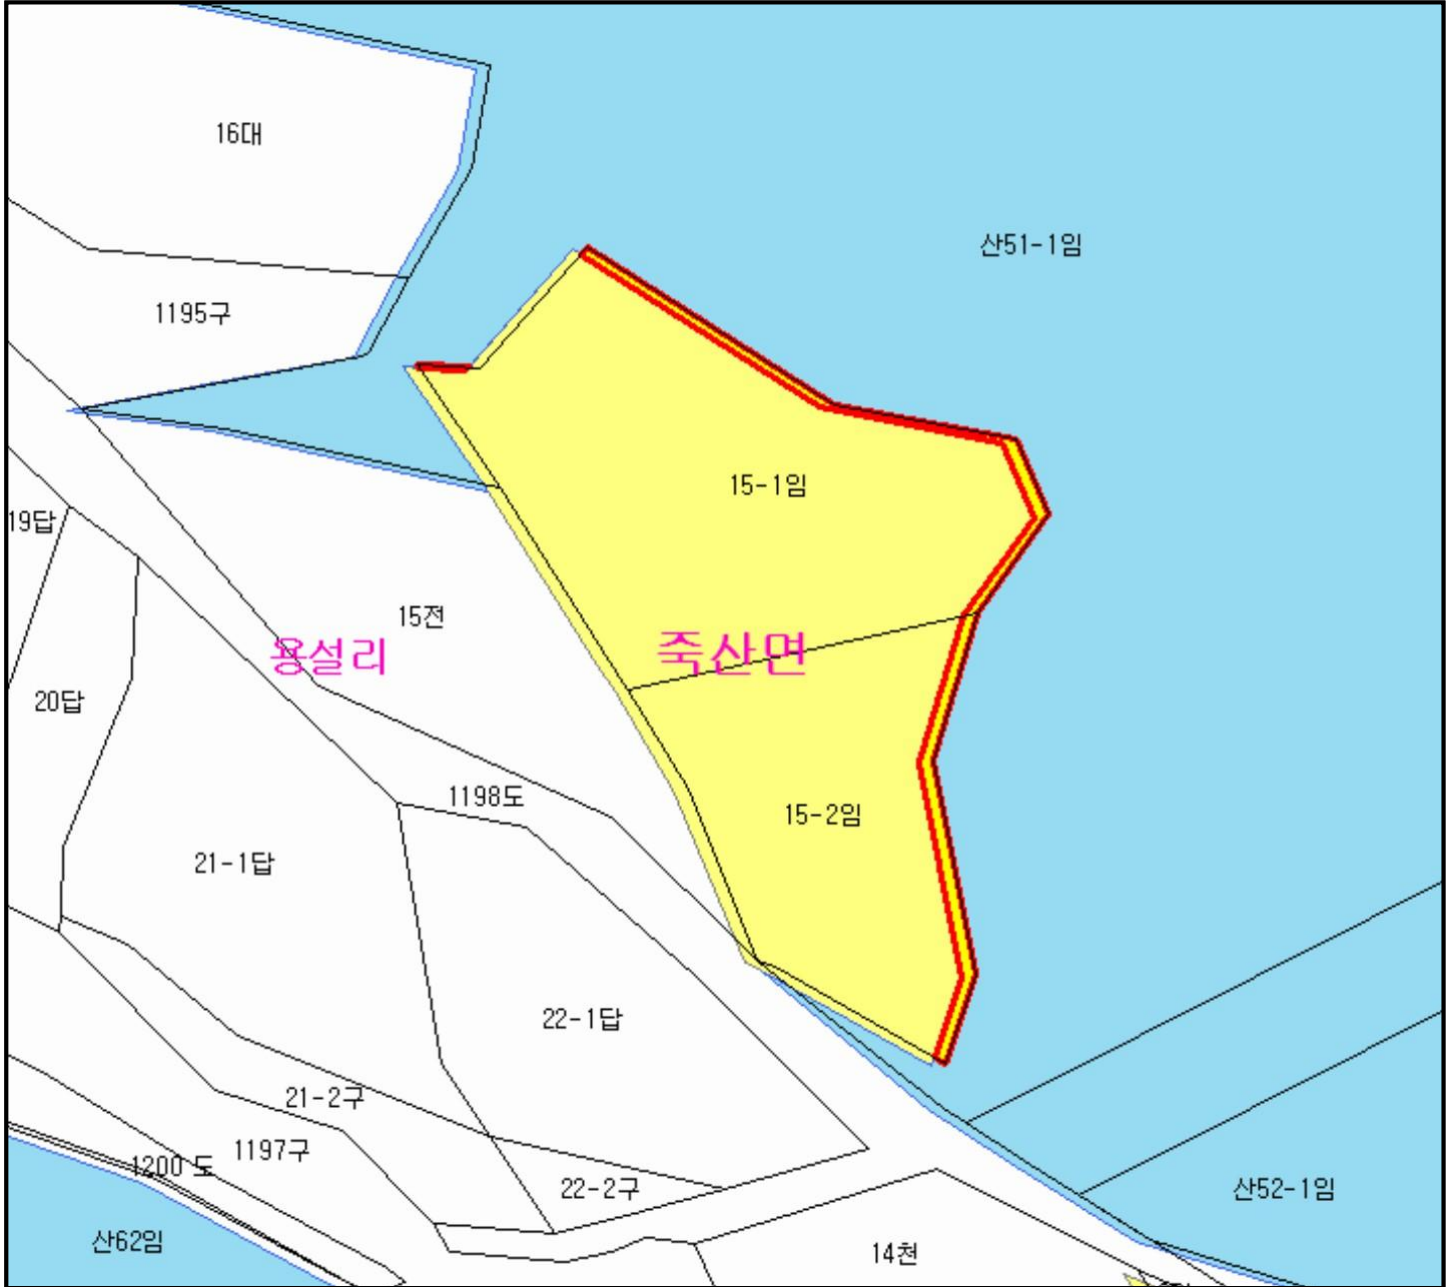 16대
산51-1임
1195구
15-1임
19답
15전
용설리
죽산면
20답
1198도
15-2임
21-1답
22-1답
21-2구
1197구
1200 도
22-2구
산52-1임
산62임
14천